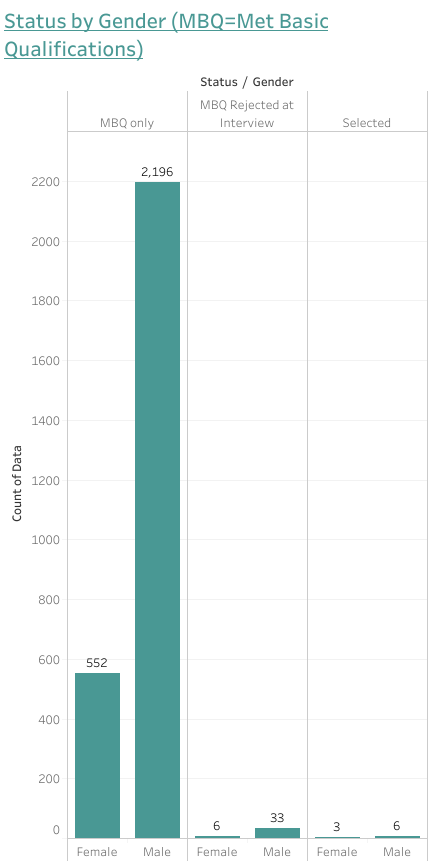 Status by Gender (MBQ=Met Basic
Qualifications)
Status / Gender
MBQ only
MBQ Rejected at
Interview
Selected
Count of Data
2200
2000
1800
1600
1400
1200
1000
800
600
400
200
0
552
2,196
6
33
3
6
Female
Male
Female
Male
Female
Male